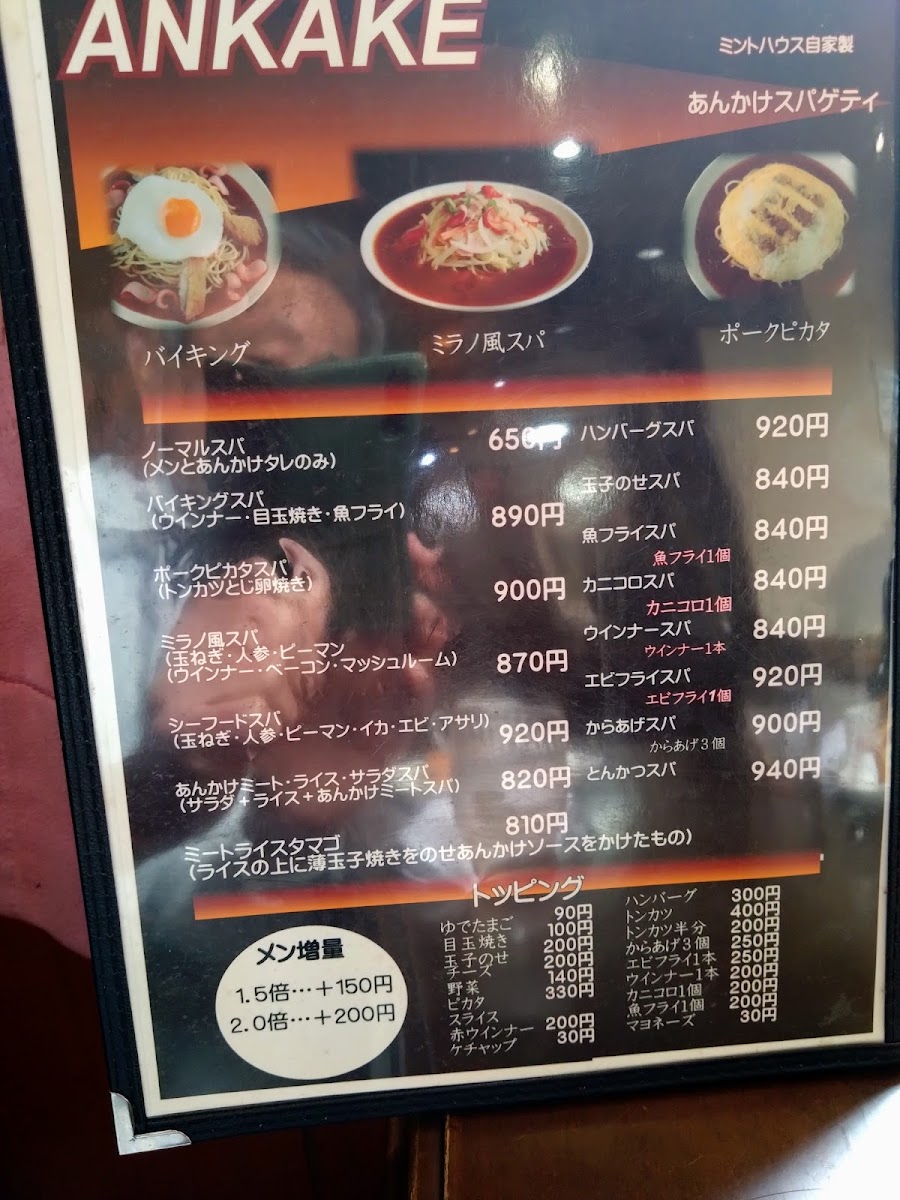 ANKAKE
ミントハウス自家製
あんかけスパゲティ
バイキング
ミラノ風スパ
ポークピカタ
ノーマルスパ 650円
(メンとあんかけタレのみ)
バイキングスパ
(ウインナー・目玉焼き・魚フライ) 890円
ポークピカタスパ
(トンカツとじ卵焼き) 900円
ミラノ風スパ
(玉ねぎ・人参・ピーマン
(ウインナー・ベーコン・マッシュルーム) 870円
シーフードスパ
(玉ねぎ・人参・ピーマン・イカ・エビ・アサリ) 920円
あんかけミート・ライス・サラダスパ 820円
(サラダ+ライス+あんかけミートスパ)
810円
ミートライスタマゴ
(ライスの上に薄玉子焼きをのせあんかけソースをかけたもの)
ハンバーグスパ 920円
玉子のせスパ 840円
魚フライスパ 840円
魚フライ1個
カニコロスパ 840円
カニコロ1個
ウインナースパ 840円
ウインナー1本
エビフライスパ 920円
エビフライ1個
からあげスパ 900円
からあげ3個
とんかつスパ 940円
トッピング
ゆでたまご 90円
目玉焼き 100円
玉子のせ 200円
チーズ 200円
野菜 140円
ピカタ 330円
スライス
赤ウインナー 200円
ケチャップ 30円
ハンバーグ 300円
トンカツ 400円
トンカツ半分 200円
からあげ3個 250円
エビフライ1本 250円
ウインナー1本 200円
カニコロ1個 200円
魚フライ1個 200円
マヨネーズ 30円
メン増量
1.5倍…+150円
2.0倍…+200円